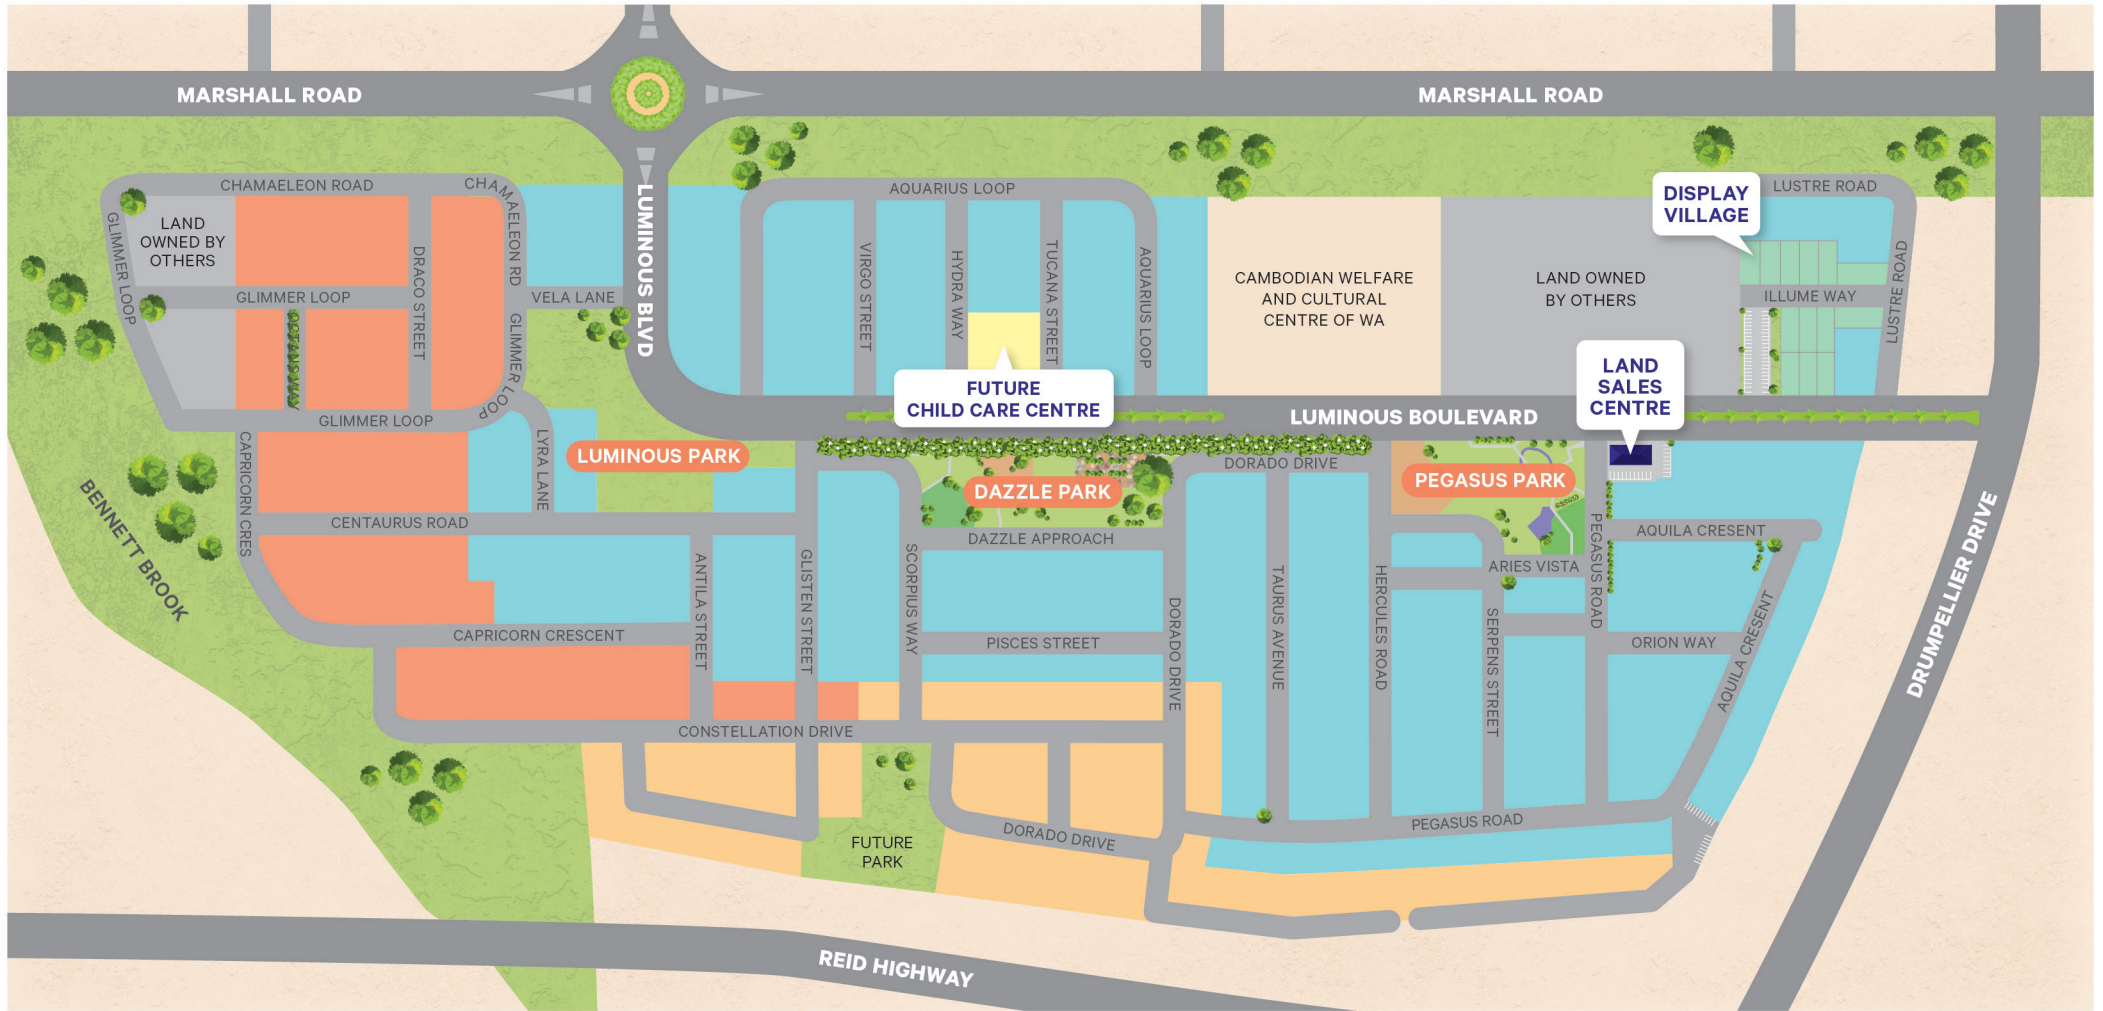 MARSHALL ROAD
MARSHALL ROAD
CHAMAELEON ROAD
CHAMAELEON RD
LUMINOUS BLVD
AQUARIUS LOOP
DISPLAY
VILLAGE
LUSTRE ROAD
LAND
OWNED BY
OTHERS
GLIMMER LOOP
DRACO STREET
VIRGO STREET
HYDRA WAY
TUCANA STREET
AQUARIUS LOOP
CAMBODIAN WELFARE
AND CULTURAL
CENTRE OF WA
LAND OWNED
BY OTHERS
LUSTRE ROAD
GLIMMER LOOP
VELA LANE
ILLUME WAY
GLIMMER LOOP
FUTURE
CHILD CARE CENTRE
LAND
SALES
CENTRE
GLIMMER LOOP
LUMINOUS BOULEVARD
CAPRICORN CRES
LYRA LANE
LUMINOUS PARK
DAZZLE PARK
DORADO DRIVE
PEGASUS PARK
BENNETT BROOK
CENTAURUS ROAD
DAZZLE APPROACH
AQUILA CRESENT
DRUMPELLIER DRIVE
ANTILA STREET
GLISTEN STREET
SCORPIUS WAY
DORADO DRIVE
TAURUS AVENUE
HERCULES ROAD
ARIES VISTA
SERPENS STREET
PEGASUS ROAD
CAPRICORN CRESCENT
PISCES STREET
ORION WAY
AQUILA CRESENT
CONSTELLATION DRIVE
DORADO DRIVE
PEGASUS ROAD
FUTURE
PARK
REID HIGHWAY